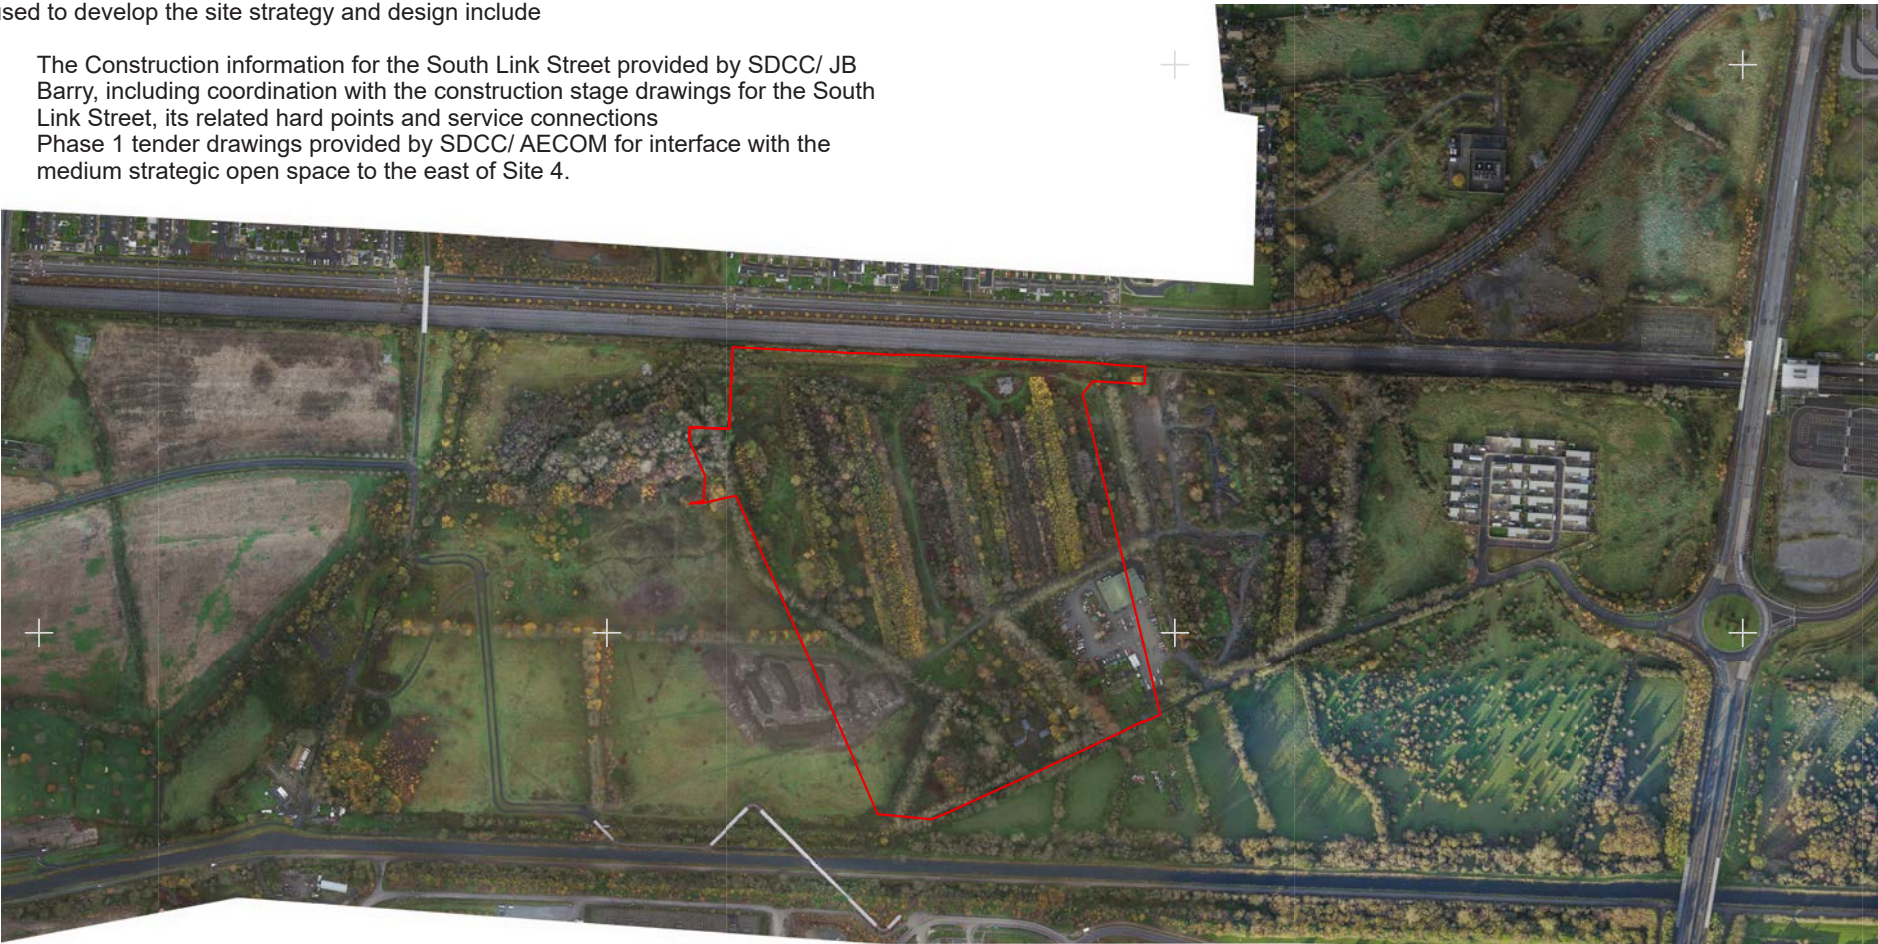 used to develop the site strategy and design include
The Construction information for the South Link Street provided by SDCC/ JB
Barry, including coordination with the construction stage drawings for the South
Link Street, its related hard points and service connections
Phase 1 tender drawings provided by SDCC/ AECOM for interface with the
medium strategic open space to the east of Site 4.